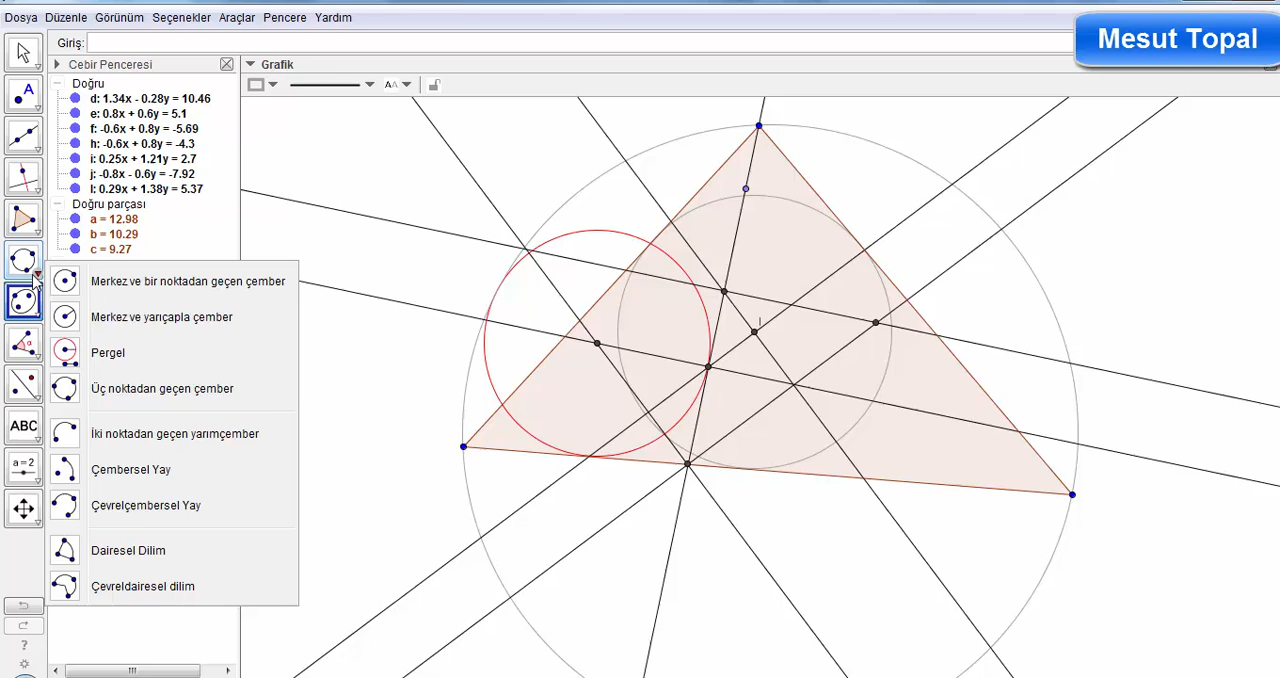 Dosya Düzenle Görünüm Seçenekler Araçlar Pencere Yardım
Mesut Topal
Giriş:
Cebir Penceresi
Grafik
AA
Doğru
d: 1.34x - 0.28y = 10.46
e: 0.8x + 0.6y = 5.1
f: -0.6x + 0.8y = -5.69
h: -0.6x + 0.8y = -4.3
i: 0.25x + 1.21y = 2.7
j: -0.8x - 0.6y = -7.92
l: 0.29x + 1.38y = 5.37
Doğru parçası
a = 12.98
b = 10.29
c = 9.27
A
Merkez ve bir noktadan geçen çember
Merkez ve yarıçapla çember
Pergel
Üç noktadan geçen çember
İki noktadan geçen yarımçember
Çembersel Yay
Çevrelçembersel Yay
Dairesel Dilim
Çevreldairesel dilim
α
ABC
a=2
?